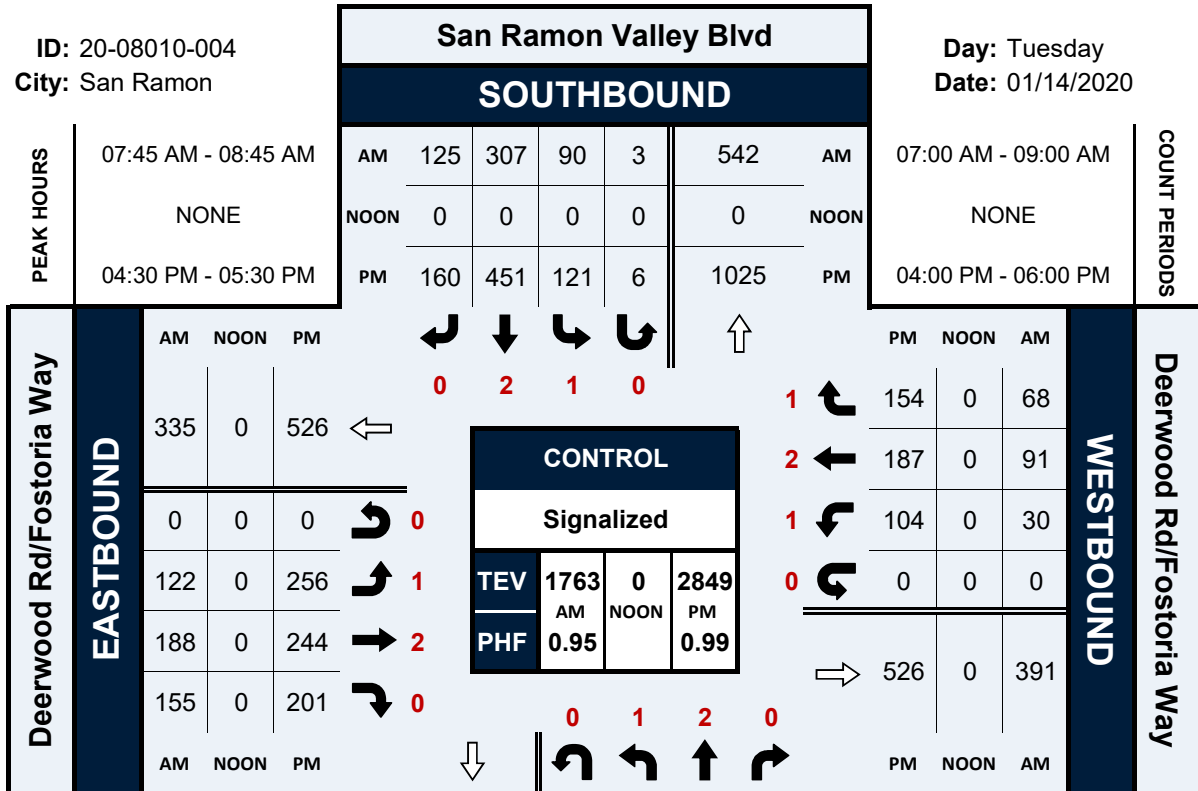 San Ramon Valley Blvd
SOUTHBOUND
ID: 20-08010-004
City: San Ramon
Day: Tuesday
Date: 01/14/2020
PEAK HOURS
07:45 AM - 08:45 AM
NONE
04:30 PM - 05:30 PM
AM 125 307 90 3 542 AM
NOON 0 0 0 0 0 NOON
PM 160 451 121 6 1025 PM
07:00 AM - 09:00 AM
NONE
04:00 PM - 06:00 PM
COUNT PERIODS
0 2 1 0
Deerwood Rd/Fostoria Way
EASTBOUND
AM NOON PM
335 0 526
0 0 0 0
122 0 256 1
188 0 244 2
155 0 201 0
AM NOON PM
CONTROL
Signalized
TEV 1763 0 2849
AM NOON PM
PHF 0.95 0.99
0 1 2 0
PM NOON AM
1 154 0 68
2 187 0 91
1 104 0 30
0 0 0 0
526 0 391
PM NOON AM
WESTBOUND
Deerwood Rd/Fostoria Way